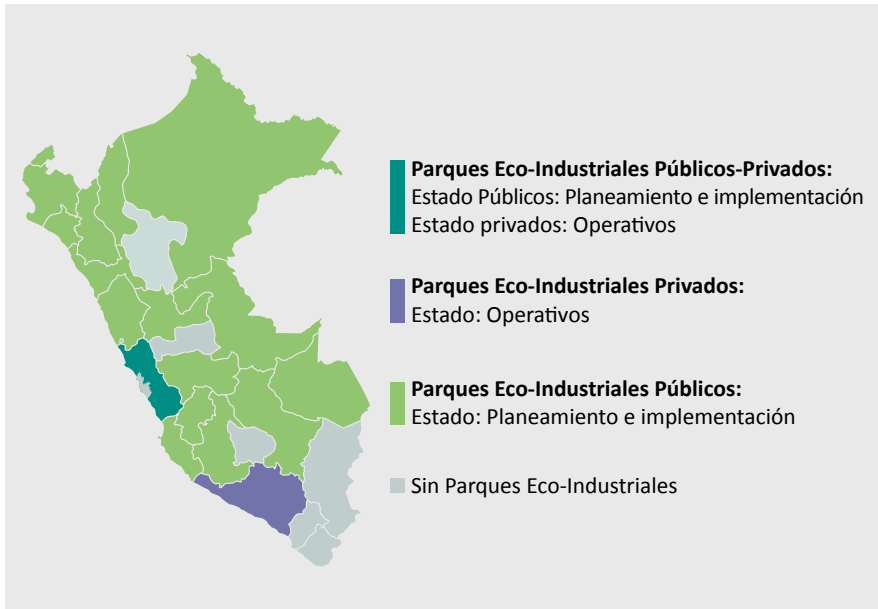 Parques Eco-Industriales Públicos-Privados:
Estado Públicos: Planeamiento e implementación
Estado privados: Operativos
Parques Eco-Industriales Privados:
Estado: Operativos
Parques Eco-Industriales Públicos:
Estado: Planeamiento e implementación
Sin Parques Eco-Industriales